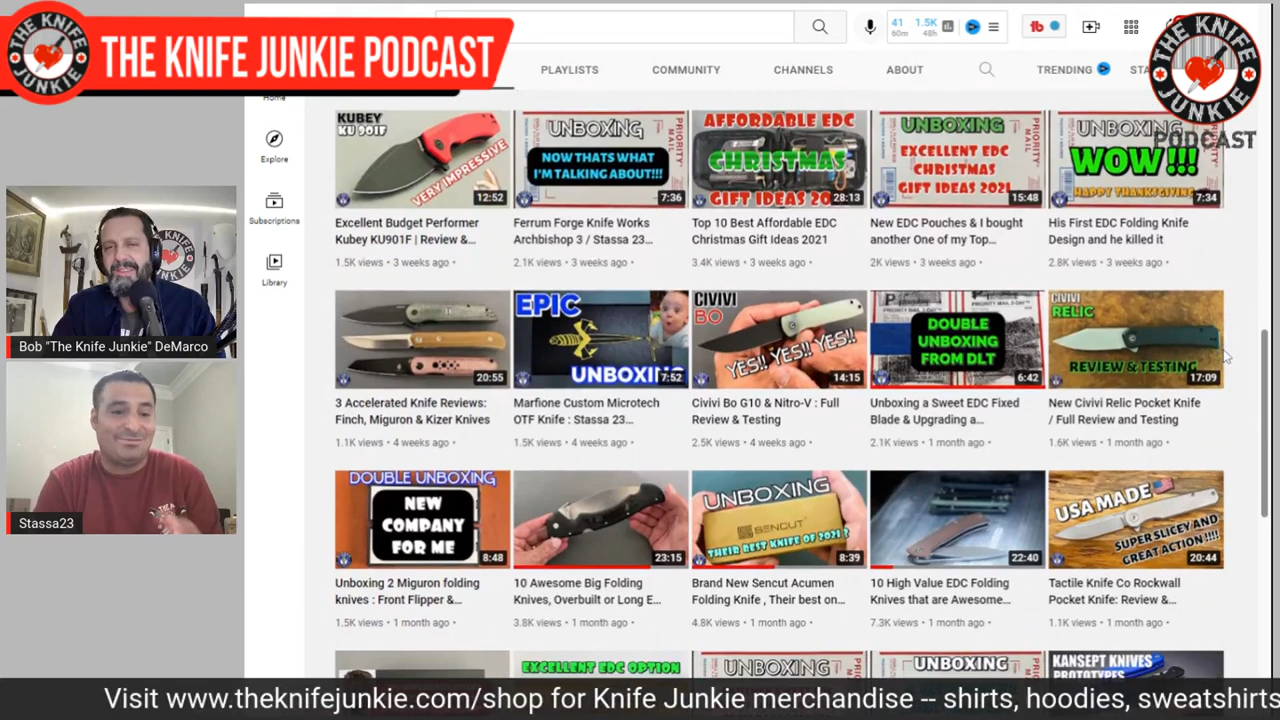 THE KNIFE JUNKIE
THE KNIFE JUNKIE PODCAST
41
60m
1.5K
48h
THE KNIFE JUNKIE
PODCAST
PLAYLISTS
COMMUNITY
CHANNELS
ABOUT
TRENDING
STA
Home
Explore
Subscriptions
Library
KUBEY
KU 901F
VERY IMPRESSIVE
12:52
Excellent Budget Performer
Kubey KU901F | Review &...
1.5K views • 3 weeks ago
UNBOXING
PRIORITY MAIL
NOW THATS WHAT
I'M TALKING ABOUT!!!
7:36
Ferrum Forge Knife Works
Archbishop 3 / Stassa 23...
2.1K views • 3 weeks ago
AFFORDABLE EDC
CHRISTMAS
GIFT IDEAS 20
28:13
Top 10 Best Affordable EDC
Christmas Gift Ideas 2021
3.4K views • 3 weeks ago
UNBOXING
PRIORITY MAIL
EXCELLENT EDC
CHRISTMAS
GIFT IDEAS 2021
15:48
New EDC Pouches & I bought
another One of my Top...
2K views • 3 weeks ago
UNBOXING
WOW!!!
HAPPY THANKSGIVING
7:34
His First EDC Folding Knife
Design and he killed it
2.8K views • 3 weeks ago
20:55
3 Accelerated Knife Reviews:
Finch, Miguron & Kizer Knives
1.1K views • 4 weeks ago
EPIC
UNBOXING
7:52
Marfione Custom Microtech
OTF Knife : Stassa 23...
1.5K views • 4 weeks ago
CIVIVI
BO
YES!! YES!! YES!!
14:15
Civivi Bo G10 & Nitro-V : Full
Review & Testing
2.5K views • 4 weeks ago
DOUBLE
UNBOXING
FROM DLT
6:42
Unboxing a Sweet EDC Fixed
Blade & Upgrading a...
2.1K views • 1 month ago
CIVIVI
RELIC
REVIEW & TESTING
17:09
New Civivi Relic Pocket Knife
/ Full Review and Testing
1.6K views • 1 month ago
DOUBLE UNBOXING
NEW
COMPANY
FOR ME
8:48
Unboxing 2 Miguron folding
knives : Front Flipper &...
1.5K views • 1 month ago
23:15
10 Awesome Big Folding
Knives, Overbuilt or Long E...
3.8K views • 1 month ago
UNBOXING
SENCUT
THEIR BEST KNIFE OF 2021 ?
8:39
Brand New Sencut Acumen
Folding Knife , Their best on...
4.8K views • 1 month ago
22:40
10 High Value EDC Folding
Knives that are Awesome...
7.3K views • 1 month ago
USA MADE
SUPER SLICEY AND
GREAT ACTION !!!!
20:44
Tactile Knife Co Rockwall
Pocket Knife: Review &...
1.1K views • 1 month ago
EXCELLENT EDC OPTION
UNBOXING
UNBOXING
KANSEPT KNIVES
PROTOTYPES
Bob "The Knife Junkie" DeMarco
Stassa23
Visit www.theknifejunkie.com/shop for Knife Junkie merchandise -- shirts, hoodies, sweatshirts